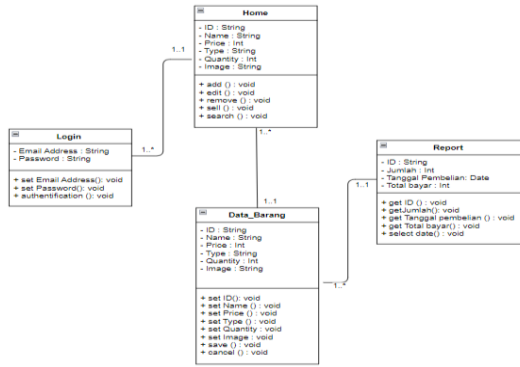 Home
- ID : String
- Name : String
- Price : Int
- Type : String
- Quantity : Int
- Image : String
+ add () : void
+ edit () : void
+ remove () : void
+ sell () : void
+ search () : void
1..1
1..*
Login
- Email Address : String
- Password : String
+ set Email Address(): void
+ set Password(): void
+ authentification (): void
1..*
1..1
Report
- ID : String
- Jumlah : Int
- Tanggal Pembelian: Date
- Total bayar : Int
+ get ID () : void
+ getJumlah(): void
+ get Tanggal pembelian () : void
+ get Total bayar() : void
+ select date() : void
1..1
1..*
Data_Barang
- ID : String
- Name : String
- Price : Int
- Type : String
- Quantity : Int
- Image : String
+ set ID(): void
+ set Name () : void
+ set Price () : void
+ set Type () : void
+ set Quantity : void
+ set Image : void
+ save () : void
+ cancel () : void